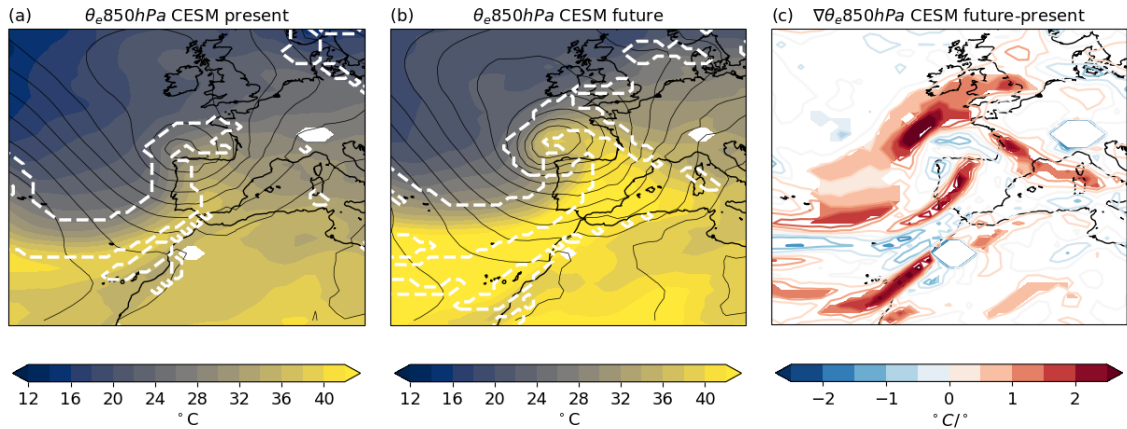 (a) θₑ850hPa CESM present
(b) θₑ850hPa CESM future
(c) ∇θₑ850hPa CESM future-present
12 16 20 24 28 32 36 40
°C
12 16 20 24 28 32 36 40
°C
−2 −1 0 1 2
°C/°